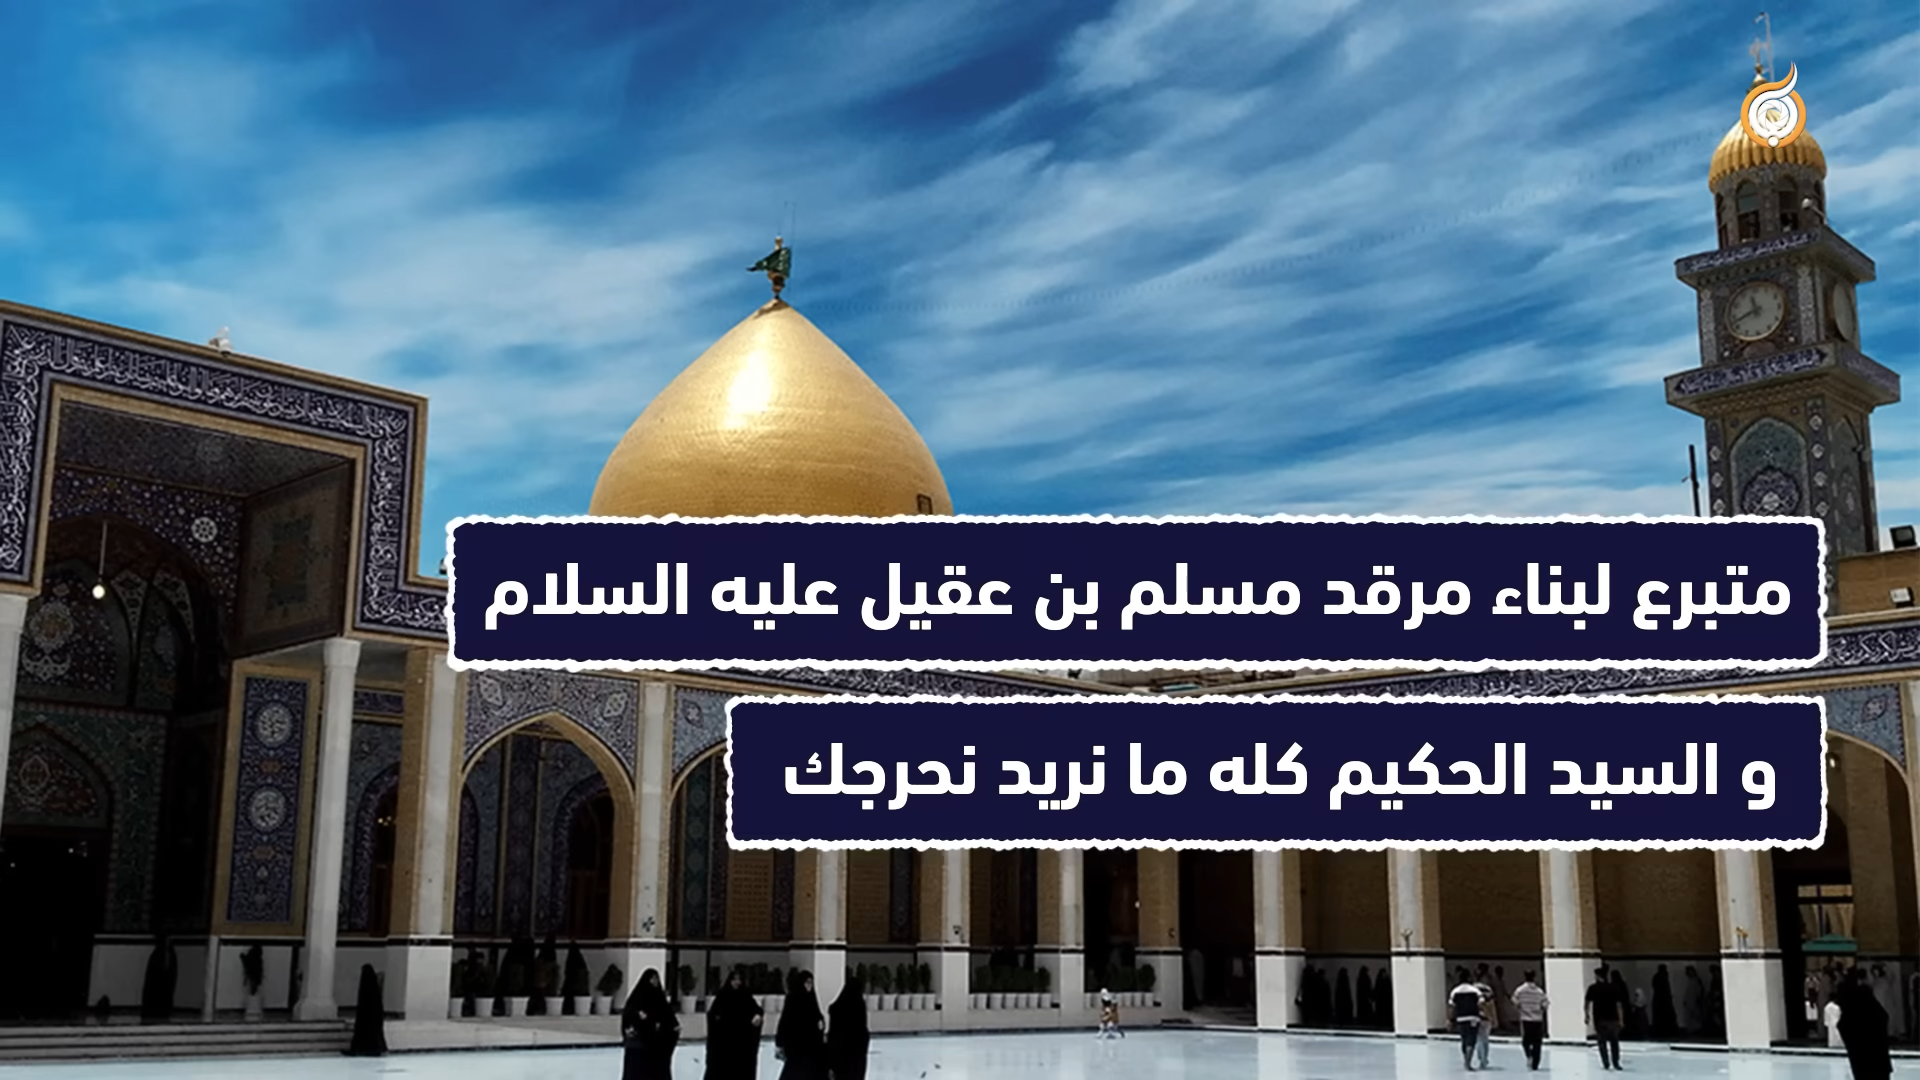 متبرع لبناء مرقد مسلم بن عقيل عليه السلام
و السيد الحكيم كله ما نريد نحرجك